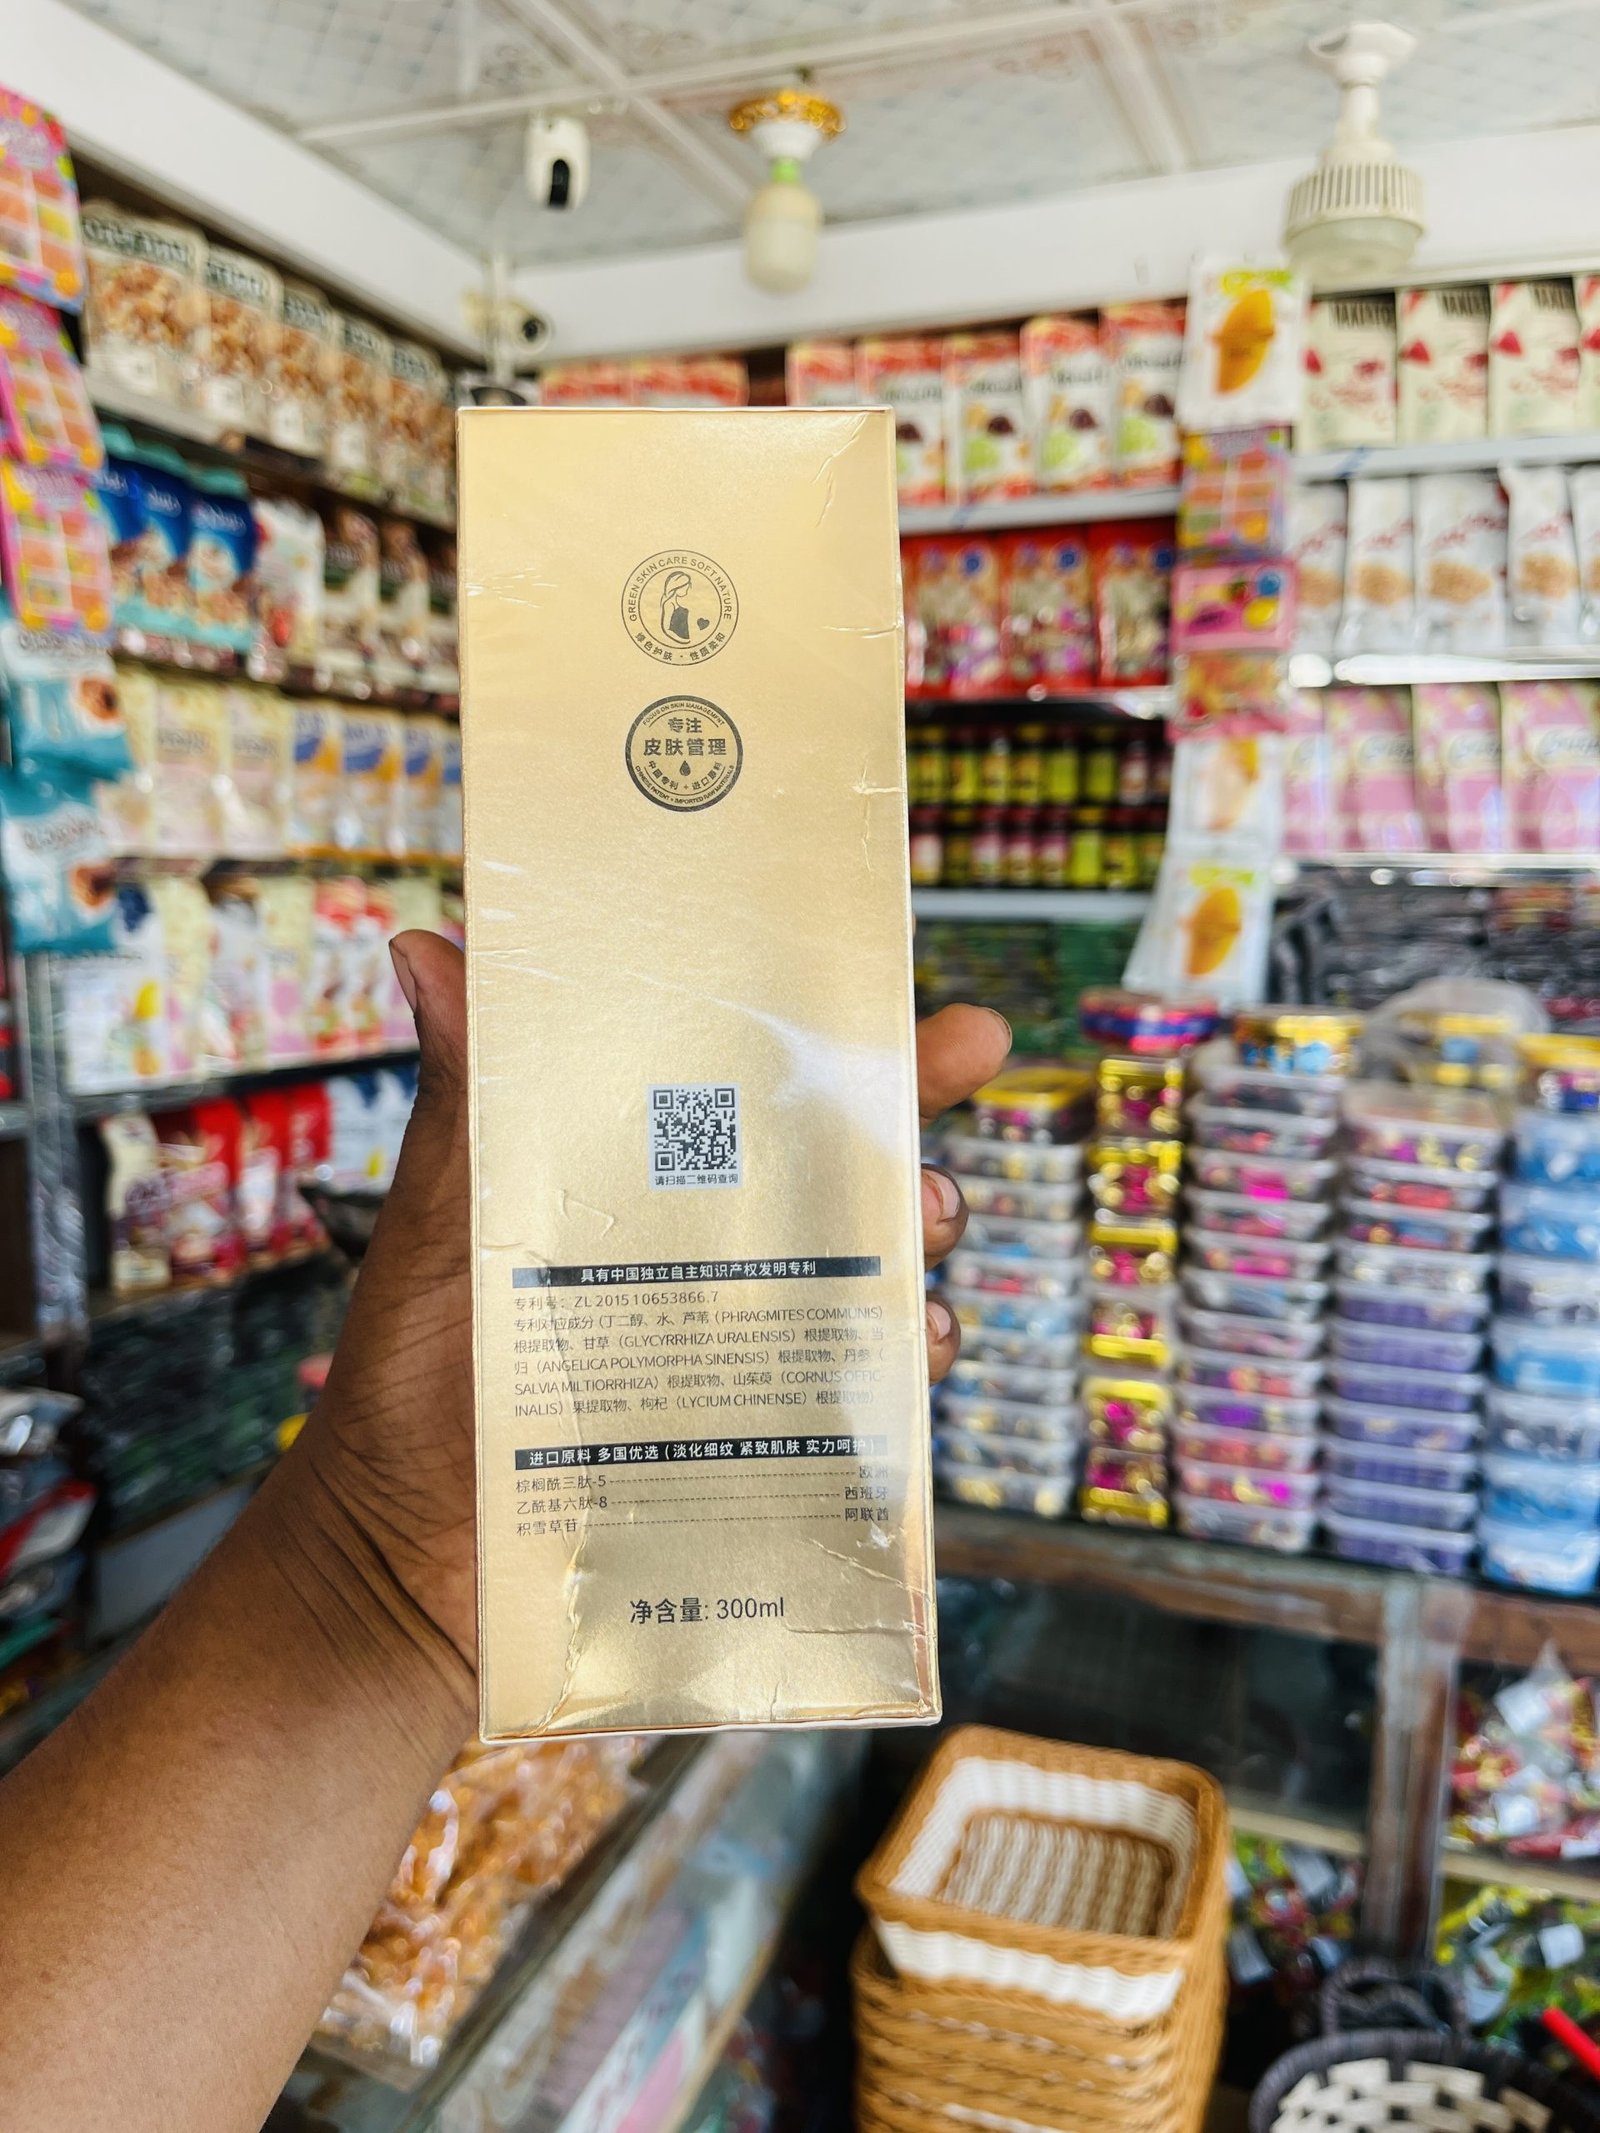 GREEN SKIN CARE SOFT NATURE
绿色护肤 · 性质柔和
FOCUS ON SKIN MANAGEMENT
专注
皮肤管理
中国专利 + 进口原料
CHINESE PATENT + IMPORTED RAW MATERIALS
请扫描二维码查询
具有中国独立自主知识产权发明专利
专利号：ZL 2015 1 0653866.7
专利对应成分（丁二醇、水、芦苇（PHRAGMITES COMMUNIS）
根提取物、甘草（GLYCYRRHIZA URALENSIS）根提取物、当
归（ANGELICA POLYMORPHA SINENSIS）根提取物、丹参（
SALVIA MILTIORRHIZA）根提取物、山茱萸（CORNUS OFFIC-
INALIS）果提取物、枸杞（LYCIUM CHINENSE）根提取物）
进口原料 多国优选（淡化细纹 紧致肌肤 实力呵护）
棕榈酰三肽-5 欧洲
乙酰基六肽-8 西班牙
积雪草苷 阿联酋
净含量: 300ml